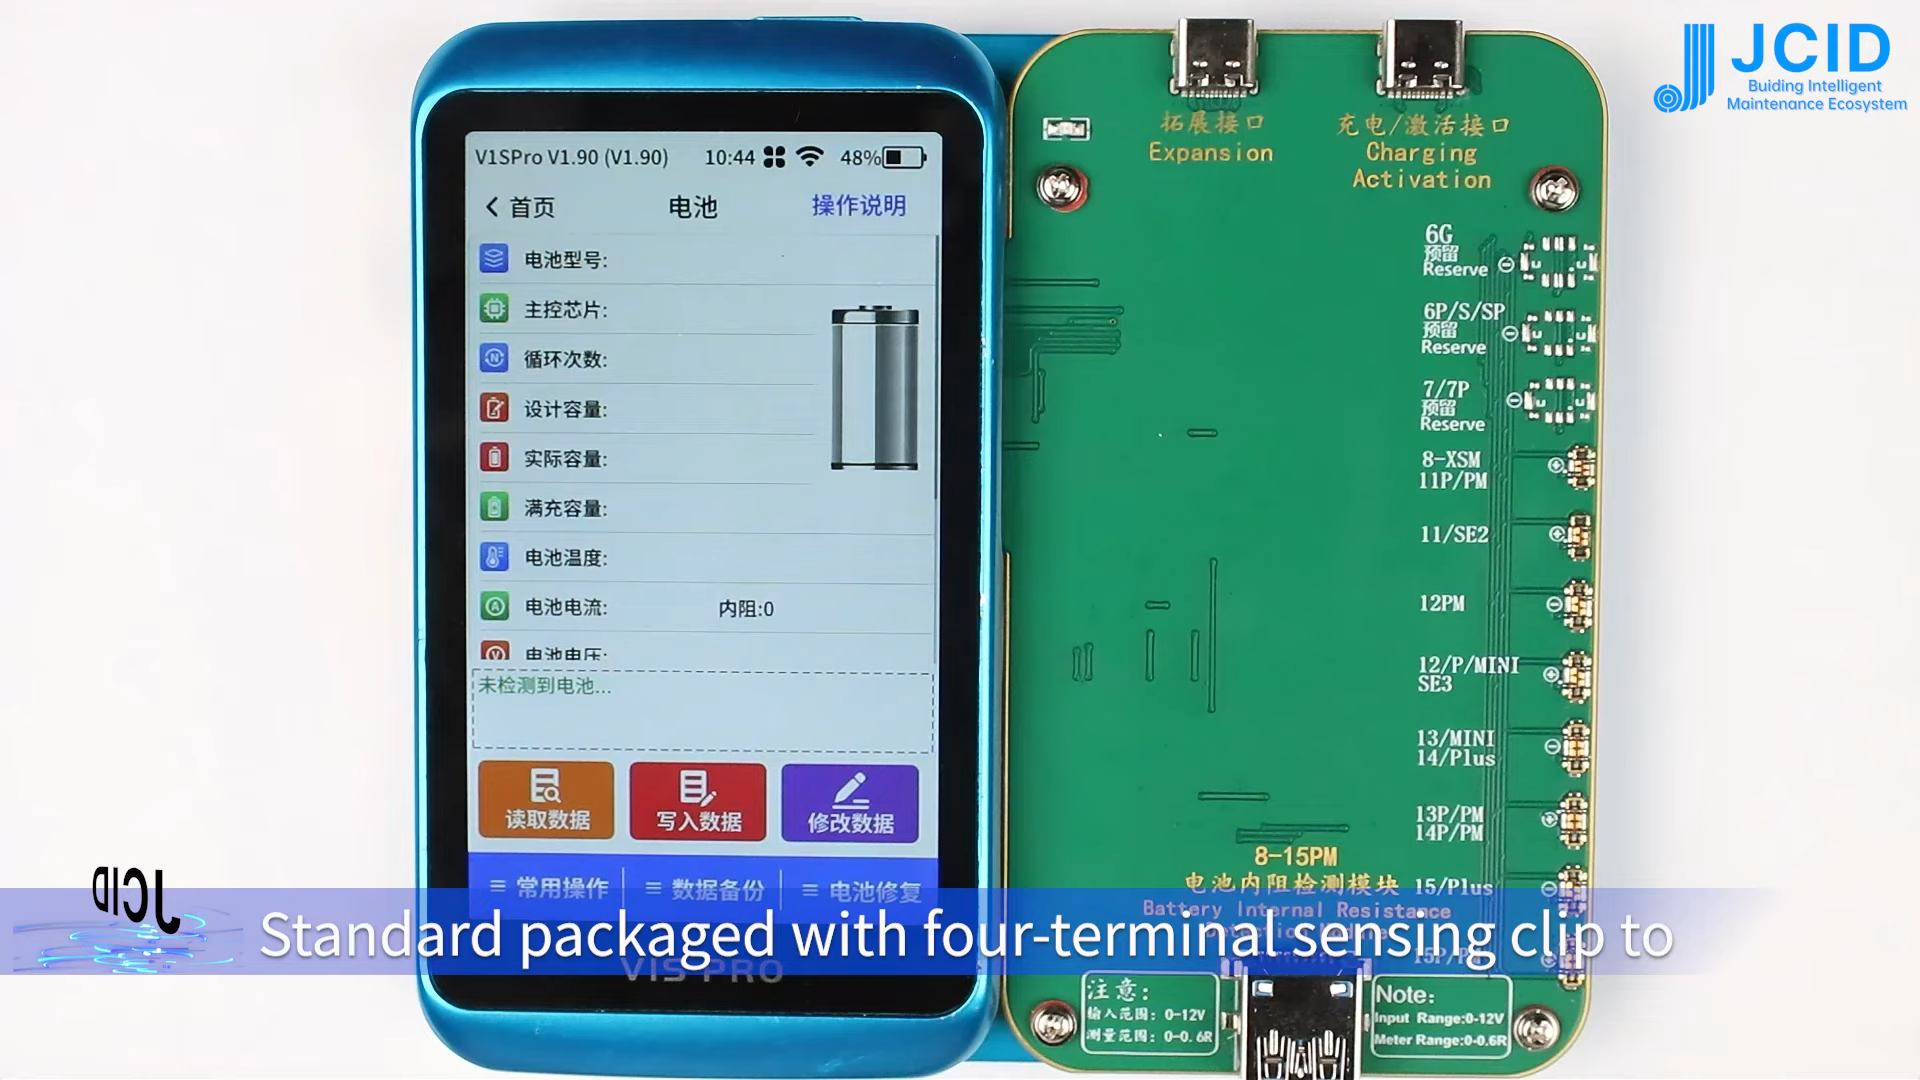 JCID
Buiding Intelligent
Maintenance Ecosystem
V1SPro V1.90 (V1.90) 10:44 48%
首页 电池 操作说明
电池型号:
主控芯片:
循环次数:
设计容量:
实际容量:
满充容量:
电池温度:
电池电流: 内阻:0
电池电压:
未检测到电池...
读取数据 写入数据 修改数据
常用操作 数据备份 电池修复
V1S PRO
拓展接口
Expansion
充电/激活接口
Charging
Activation
6G
预留
Reserve
6P/S/SP
预留
Reserve
7/7P
预留
Reserve
8-XSM
11P/PM
11/SE2
12PM
12/P/MINI
SE3
13/MINI
14/Plus
13P/PM
14P/PM
15/Plus
15P/PM
8-15PM
电池内阻检测模块
Battery Internal Resistance
注意:
输入范围: 0-12V
测量范围: 0-0.6R
Note:
Input Range:0-12V
Meter Range:0-0.6R
JCID
Standard packaged with four-terminal sensing clip to